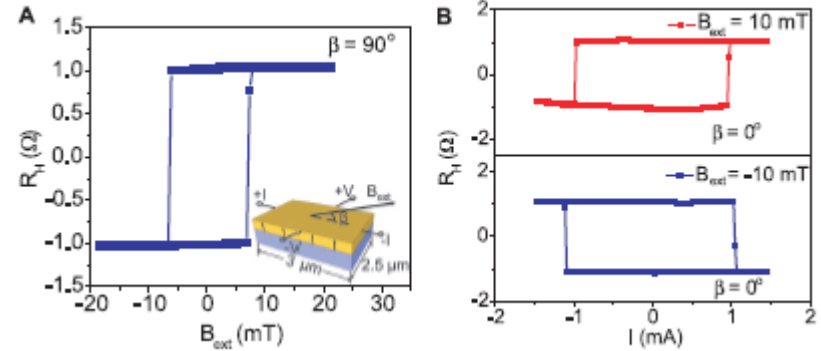 A
β = 90°
R_H (Ω)
1.5
1.0
0.5
0.0
-0.5
-1.0
-1.5
-20
-10
0
10
20
30
B_ext (mT)
+I
+V
B_ext
β
-V
-I
3 μm
2.5 μm
B
B_ext = 10 mT
β = 0°
2
0
-2
R_H (Ω)
B_ext = -10 mT
β = 0°
2
0
-2
-2
-1
0
1
2
I (mA)